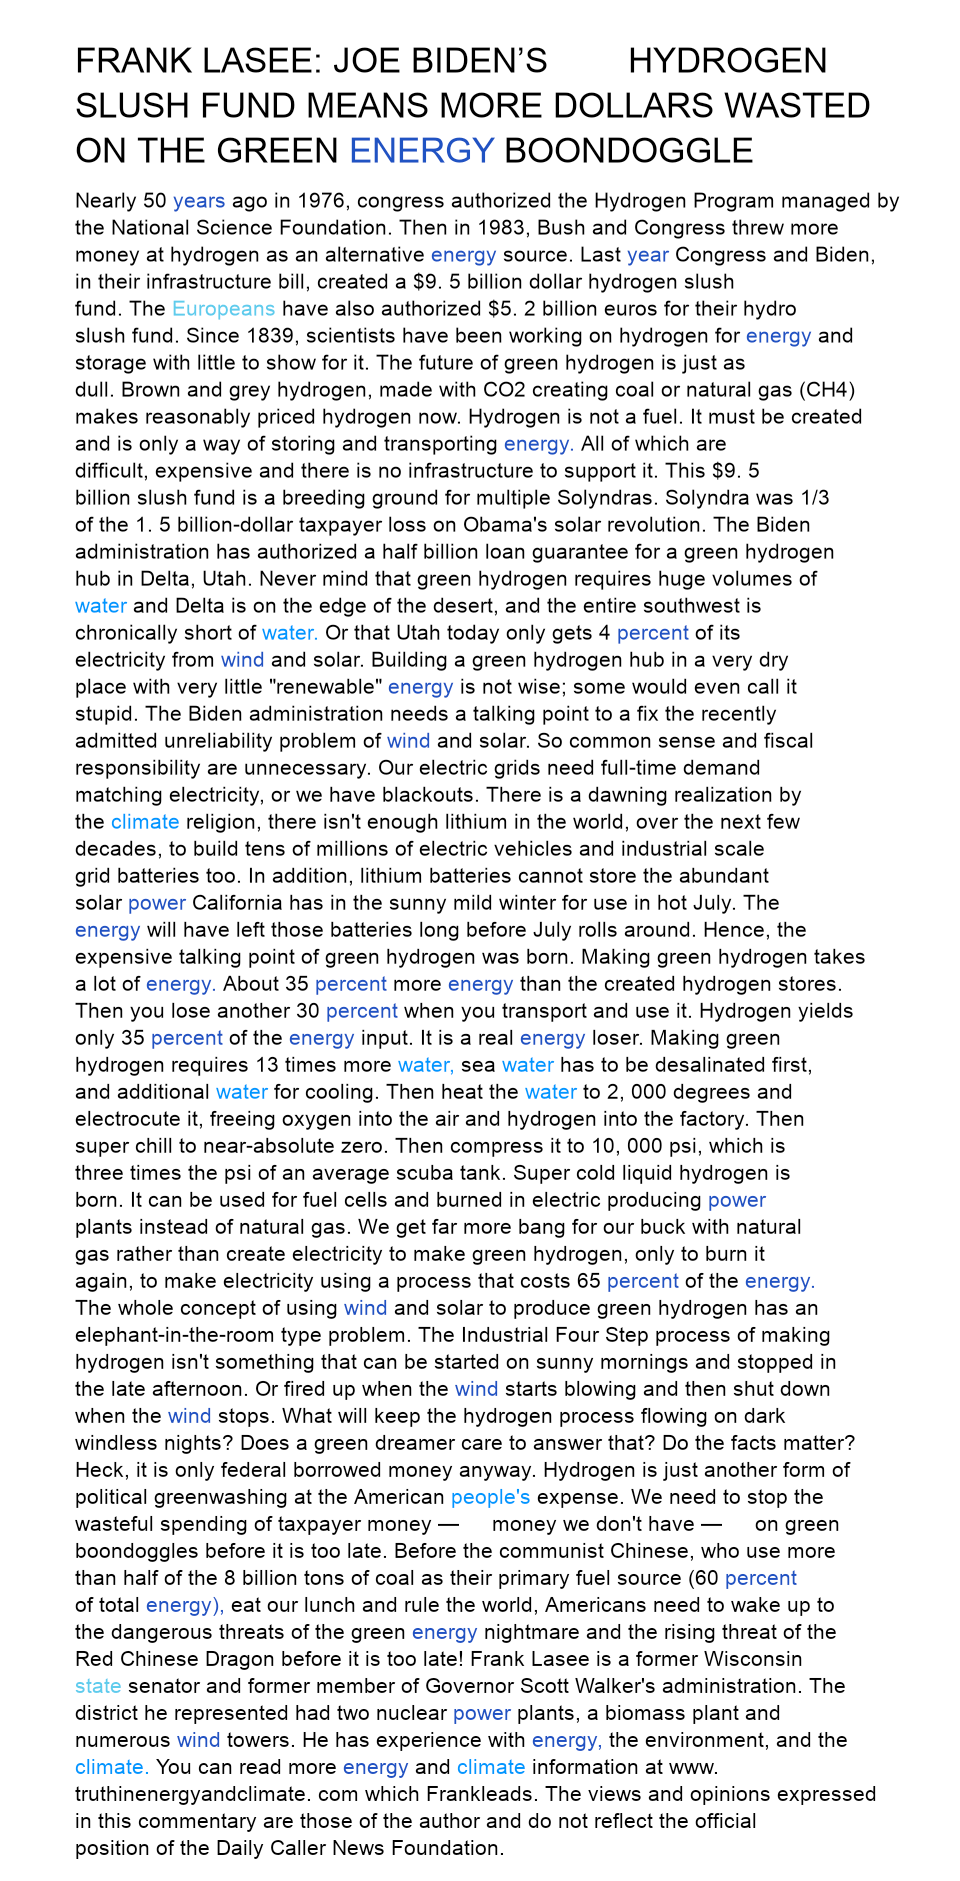 FRANK LASEE: JOE BIDEN’S HYDROGEN
SLUSH FUND MEANS MORE DOLLARS WASTED
ON THE GREEN ENERGY BOONDOGGLE
Nearly 50 years ago in 1976, congress authorized the Hydrogen Program managed by
the National Science Foundation. Then in 1983, Bush and Congress threw more
money at hydrogen as an alternative energy source. Last year Congress and Biden,
in their infrastructure bill, created a $9. 5 billion dollar hydrogen slush
fund. The Europeans have also authorized $5. 2 billion euros for their hydro
slush fund. Since 1839, scientists have been working on hydrogen for energy and
storage with little to show for it. The future of green hydrogen is just as
dull. Brown and grey hydrogen, made with CO2 creating coal or natural gas (CH4)
makes reasonably priced hydrogen now. Hydrogen is not a fuel. It must be created
and is only a way of storing and transporting energy. All of which are
difficult, expensive and there is no infrastructure to support it. This $9. 5
billion slush fund is a breeding ground for multiple Solyndras. Solyndra was 1/3
of the 1. 5 billion-dollar taxpayer loss on Obama's solar revolution. The Biden
administration has authorized a half billion loan guarantee for a green hydrogen
hub in Delta, Utah. Never mind that green hydrogen requires huge volumes of
water and Delta is on the edge of the desert, and the entire southwest is
chronically short of water. Or that Utah today only gets 4 percent of its
electricity from wind and solar. Building a green hydrogen hub in a very dry
place with very little "renewable" energy is not wise; some would even call it
stupid. The Biden administration needs a talking point to a fix the recently
admitted unreliability problem of wind and solar. So common sense and fiscal
responsibility are unnecessary. Our electric grids need full-time demand
matching electricity, or we have blackouts. There is a dawning realization by
the climate religion, there isn't enough lithium in the world, over the next few
decades, to build tens of millions of electric vehicles and industrial scale
grid batteries too. In addition, lithium batteries cannot store the abundant
solar power California has in the sunny mild winter for use in hot July. The
energy will have left those batteries long before July rolls around. Hence, the
expensive talking point of green hydrogen was born. Making green hydrogen takes
a lot of energy. About 35 percent more energy than the created hydrogen stores.
Then you lose another 30 percent when you transport and use it. Hydrogen yields
only 35 percent of the energy input. It is a real energy loser. Making green
hydrogen requires 13 times more water, sea water has to be desalinated first,
and additional water for cooling. Then heat the water to 2, 000 degrees and
electrocute it, freeing oxygen into the air and hydrogen into the factory. Then
super chill to near-absolute zero. Then compress it to 10, 000 psi, which is
three times the psi of an average scuba tank. Super cold liquid hydrogen is
born. It can be used for fuel cells and burned in electric producing power
plants instead of natural gas. We get far more bang for our buck with natural
gas rather than create electricity to make green hydrogen, only to burn it
again, to make electricity using a process that costs 65 percent of the energy.
The whole concept of using wind and solar to produce green hydrogen has an
elephant-in-the-room type problem. The Industrial Four Step process of making
hydrogen isn't something that can be started on sunny mornings and stopped in
the late afternoon. Or fired up when the wind starts blowing and then shut down
when the wind stops. What will keep the hydrogen process flowing on dark
windless nights? Does a green dreamer care to answer that? Do the facts matter?
Heck, it is only federal borrowed money anyway. Hydrogen is just another form of
political greenwashing at the American people's expense. We need to stop the
wasteful spending of taxpayer money — money we don't have — on green
boondoggles before it is too late. Before the communist Chinese, who use more
than half of the 8 billion tons of coal as their primary fuel source (60 percent
of total energy), eat our lunch and rule the world, Americans need to wake up to
the dangerous threats of the green energy nightmare and the rising threat of the
Red Chinese Dragon before it is too late! Frank Lasee is a former Wisconsin
state senator and former member of Governor Scott Walker's administration. The
district he represented had two nuclear power plants, a biomass plant and
numerous wind towers. He has experience with energy, the environment, and the
climate. You can read more energy and climate information at www.
truthinenergyandclimate. com which Frankleads. The views and opinions expressed
in this commentary are those of the author and do not reflect the official
position of the Daily Caller News Foundation.